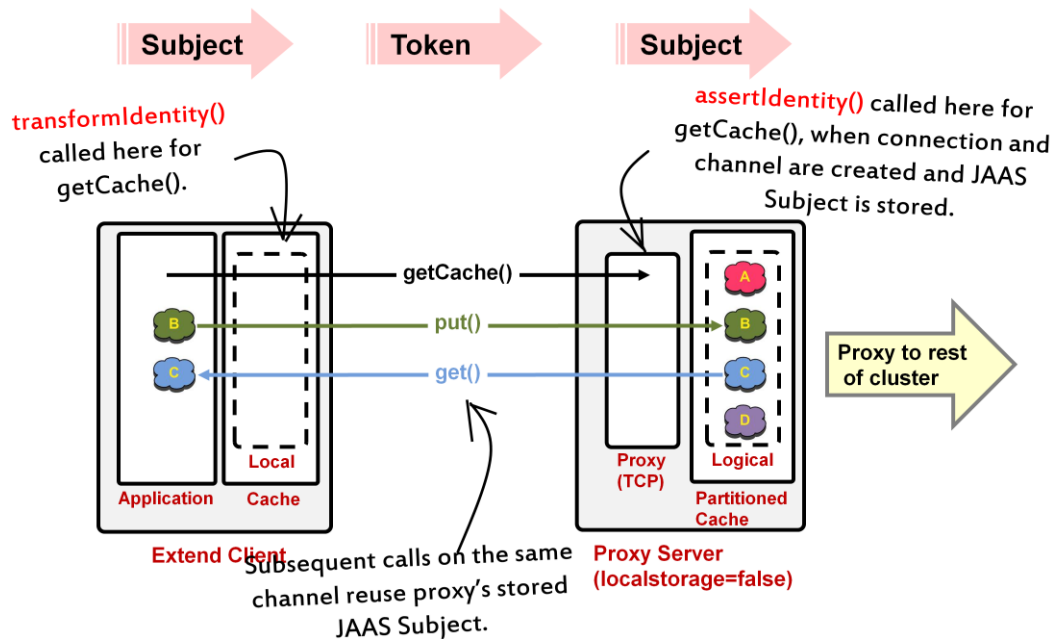 Subject
Token
Subject
transformIdentity()
called here for
getCache().
assertIdentity() called here for
getCache(), when connection and
channel are created and JAAS
Subject is stored.
getCache()
put()
get()
B
C
A
B
C
D
Local
Application
Cache
Extend Client
Proxy
(TCP)
Logical
Partitioned
Cache
Proxy Server
(localstorage=false)
Proxy to rest
of cluster
Subsequent calls on the same
channel reuse proxy's stored
JAAS Subject.